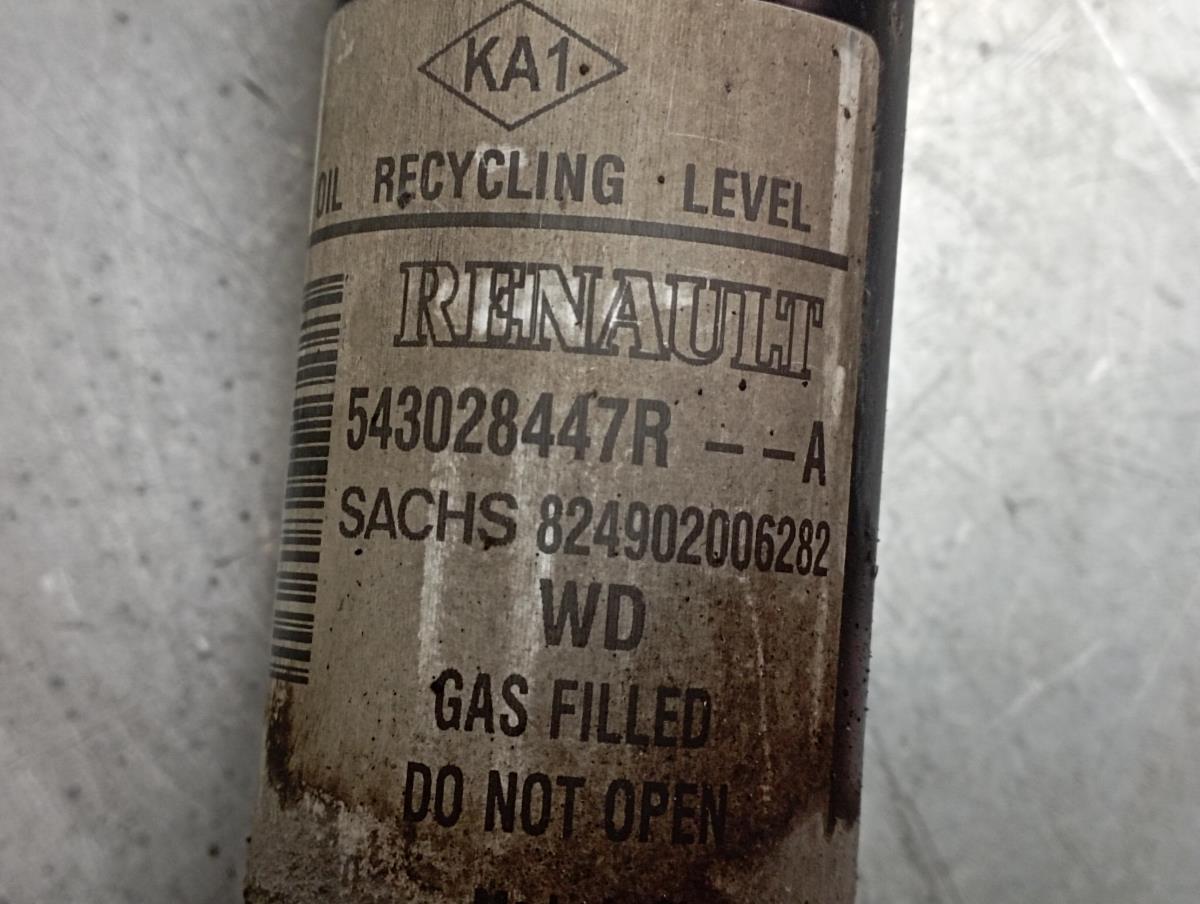 KA1
OIL RECYCLING LEVEL
RENAULT
543028447R --A
SACHS 824902006282
WD
GAS FILLED
DO NOT OPEN